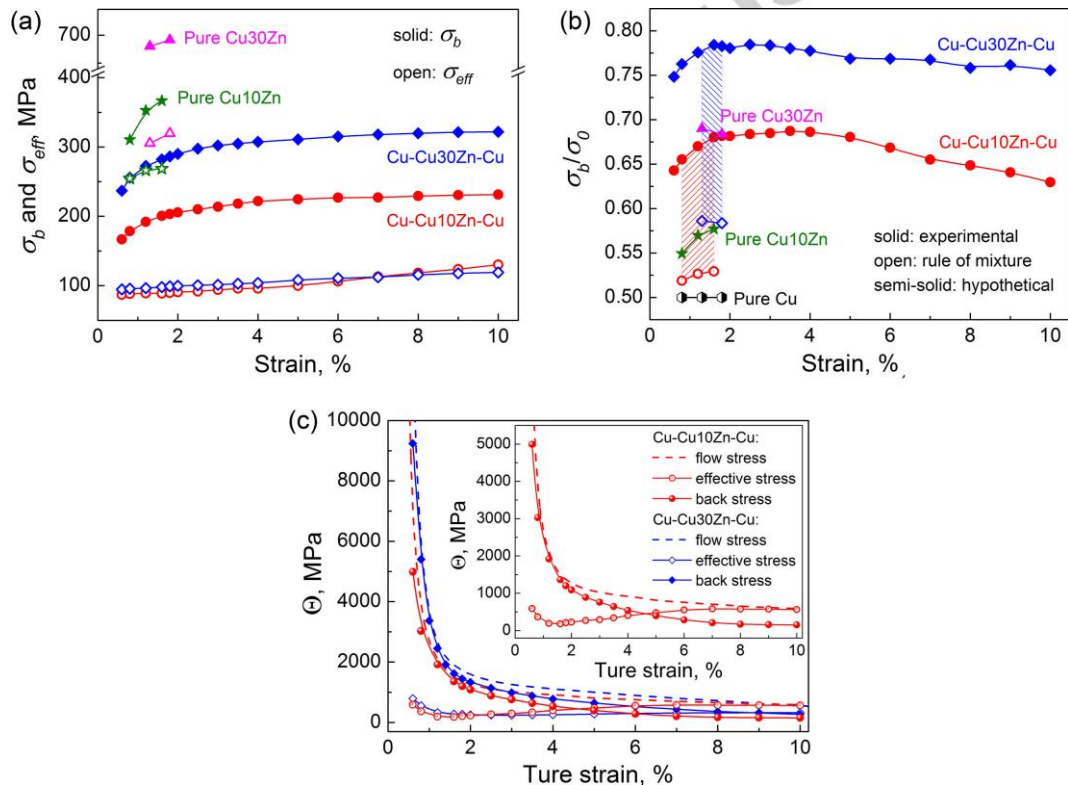 (a)
700
400
300
200
100
σb and σeff, MPa
Pure Cu30Zn
solid: σb
open: σeff
Pure Cu10Zn
Cu-Cu30Zn-Cu
Cu-Cu10Zn-Cu
0 2 4 6 8 10
Strain, %
(b)
0.80
0.75
0.70
0.65
0.60
0.55
0.50
σb/σ0
Cu-Cu30Zn-Cu
Pure Cu30Zn
Cu-Cu10Zn-Cu
Pure Cu10Zn
solid: experimental
open: rule of mixture
semi-solid: hypothetical
Pure Cu
0 2 4 6 8 10
Strain, %
(c)
10000
8000
6000
4000
2000
0
Θ, MPa
5000
4000
3000
2000
1000
0
Θ, MPa
Cu-Cu10Zn-Cu:
flow stress
effective stress
back stress
Cu-Cu30Zn-Cu:
flow stress
effective stress
back stress
0 2 4 6 8 10
Ture strain, %
0 2 4 6 8 10
Ture strain, %